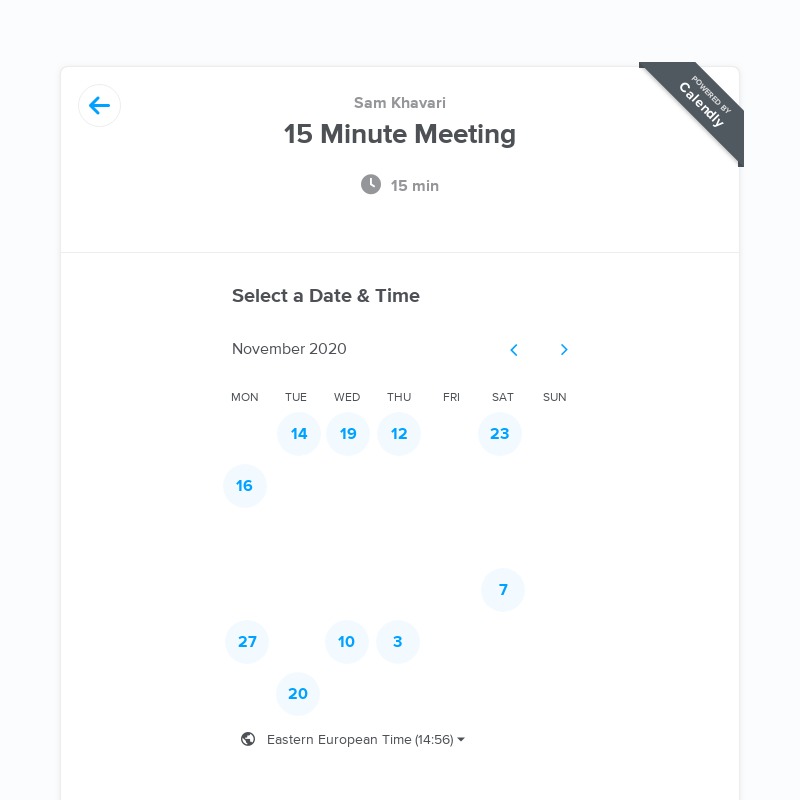 POWERED BY
Calendly
Sam Khavari
15 Minute Meeting
15 min
Select a Date & Time
November 2020
MON TUE WED THU FRI SAT SUN
14 19 12 23
16
7
27 10 3
20
Eastern European Time (14:56)